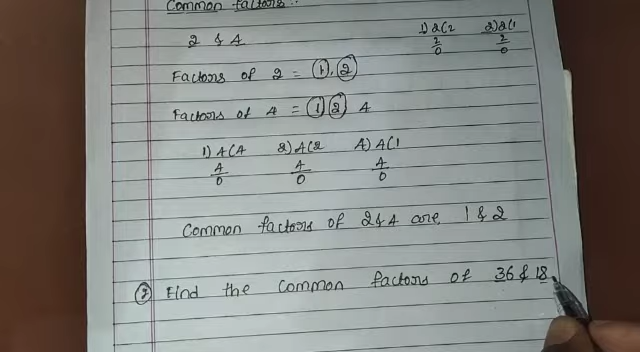 Common factors:-
2 & 4
1) 2 ( 2
2
0
2) 2 ( 1
2
0
Factors of 2 = 1, 2
Factors of 4 = 1 2 4
1) 4 ( 4
4
0
2) 4 ( 2
4
0
4) 4 ( 1
4
0
Common factors of 2 & 4 are 1 & 2
② Find the common factors of 36 & 18